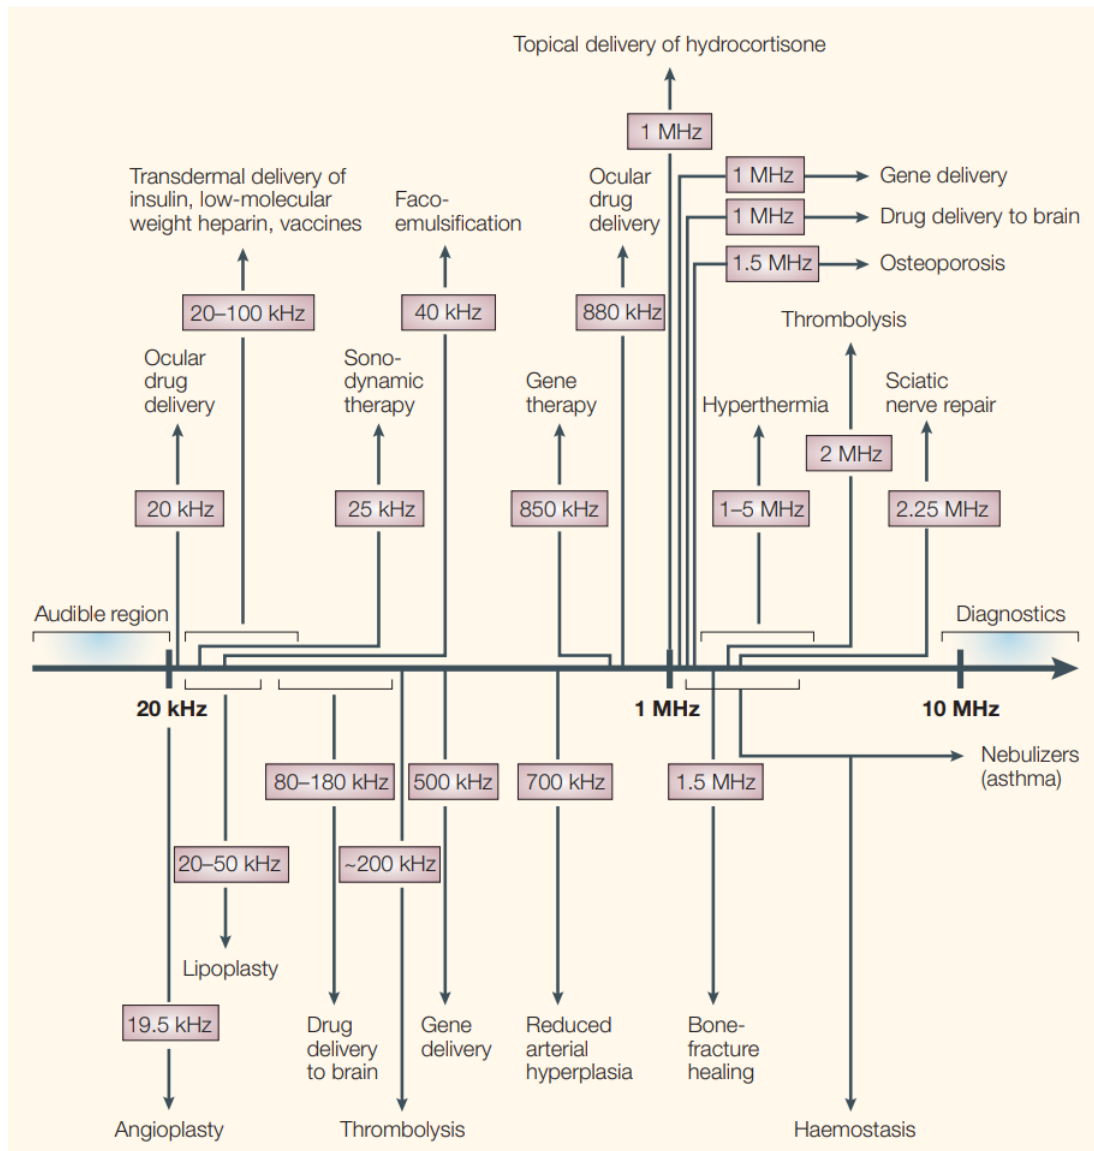 Topical delivery of hydrocortisone
1 MHz
Transdermal delivery of
insulin, low-molecular
weight heparin, vaccines
Faco-
emulsification
Ocular
drug
delivery
1 MHz
Gene delivery
1 MHz
Drug delivery to brain
1.5 MHz
Osteoporosis
20–100 kHz
40 kHz
880 kHz
Thrombolysis
Ocular
drug
delivery
Sono-
dynamic
therapy
Gene
therapy
Hyperthermia
Sciatic
nerve repair
2 MHz
20 kHz
25 kHz
850 kHz
1–5 MHz
2.25 MHz
Audible region
Diagnostics
20 kHz
1 MHz
10 MHz
Nebulizers
(asthma)
80–180 kHz
500 kHz
700 kHz
1.5 MHz
20–50 kHz
~200 kHz
Lipoplasty
19.5 kHz
Drug
delivery
to brain
Gene
delivery
Reduced
arterial
hyperplasia
Bone-
fracture
healing
Angioplasty
Thrombolysis
Haemostasis